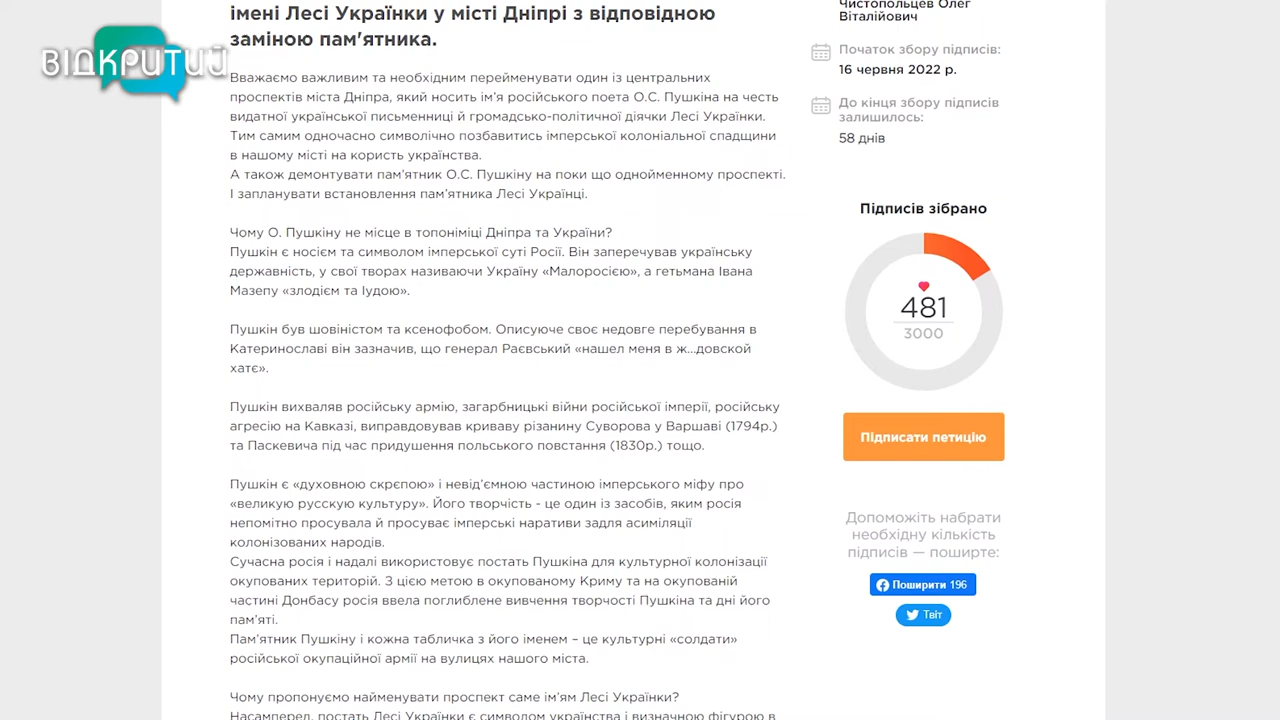 імені Лесі Українки у місті Дніпрі з відповідною
заміною пам'ятника.
ВІДКРИТИЙ
Вважаємо важливим та необхідним перейменувати один із центральних
проспектів міста Дніпра, який носить ім’я російського поета О.С. Пушкіна на честь
видатної української письменниці й громадсько-політичної діячки Лесі Українки.
Тим самим одночасно символічно позбавитись імперської колоніальної спадщини
в нашому місті на користь українства.
А також демонтувати пам’ятник О.С. Пушкіну на поки що однойменному проспекті.
І запланувати встановлення пам’ятника Лесі Українці.
Чому О. Пушкіну не місце в топоніміці Дніпра та України?
Пушкін є носієм та символом імперської суті Росії. Він заперечував українську
державність, у свої творах називаючи Україну «Малоросією», а гетьмана Івана
Мазепу «злодієм та Іудою».
Пушкін був шовіністом та ксенофобом. Описуюче своє недовге перебування в
Катеринославі він зазначив, що генерал Раєвський «нашел меня в ж...довской
хатє».
Пушкін вихваляв російську армію, загарбницькі війни російської імперії, російську
агресію на Кавказі, виправдовував криваву різанину Суворова у Варшаві (1794р.)
та Паскевича під час придушення польського повстання (1830р.) тощо.
Пушкін є «духовною скрєпою» і невід’ємною частиною імперського міфу про
«великую русскую культуру». Його творчість - це один із засобів, яким росія
непомітно просувала й просуває імперські наративи задля асиміляції
колонізованих народів.
Сучасна росія і надалі використовує постать Пушкіна для культурної колонізації
окупованих територій. З цією метою в окупованому Криму та на окупованій
частині Донбасу росія ввела поглиблене вивчення творчості Пушкіна та дні його
пам’яті.
Пам’ятник Пушкіну і кожна табличка з його іменем – це культурні «солдати»
російської окупаційної армії на вулицях нашого міста.
Чому пропонуємо найменувати проспект саме ім’ям Лесі Українки?
Насамперед, постать Лесі Українки є символом українства і визначною фігурою в
Чистопольцев Олег
Віталійович
Початок збору підписів:
16 червня 2022 р.
До кінця збору підписів
залишилось:
58 днів
Підписів зібрано
481
3000
Підписати петицію
Допоможіть набрати
необхідну кількість
підписів — поширте:
Поширити 196
Твіт